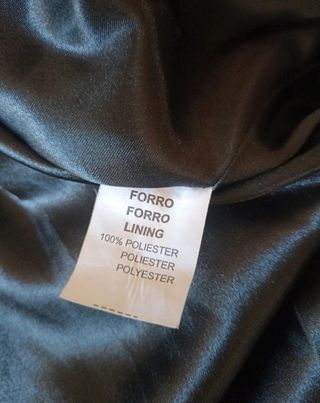 FORRO
FORRO
LINING
100% POLIESTER
POLIESTER
POLYESTER